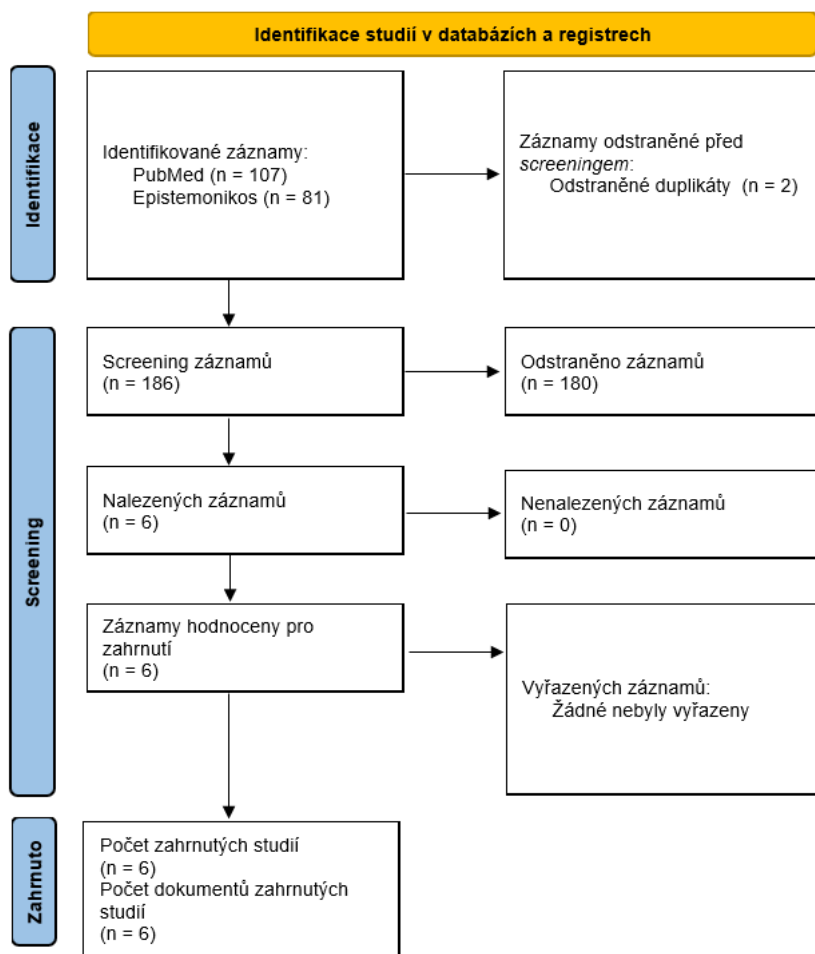 Identifikace studií v databázích a registrech
Identifikace
Identifikované záznamy:
PubMed (n = 107)
Epistemonikos (n = 81)
Záznamy odstraněné před
screeningem:
Odstraněné duplikáty (n = 2)
Screening
Screening záznamů
(n = 186)
Odstraněno záznamů
(n = 180)
Nalezených záznamů
(n = 6)
Nenalezených záznamů
(n = 0)
Záznamy hodnoceny pro
zahrnutí
(n = 6)
Vyřazených záznamů:
Žádné nebyly vyřazeny
Zahrnuto
Počet zahrnutých studií
(n = 6)
Počet dokumentů zahrnutých
studií
(n = 6)